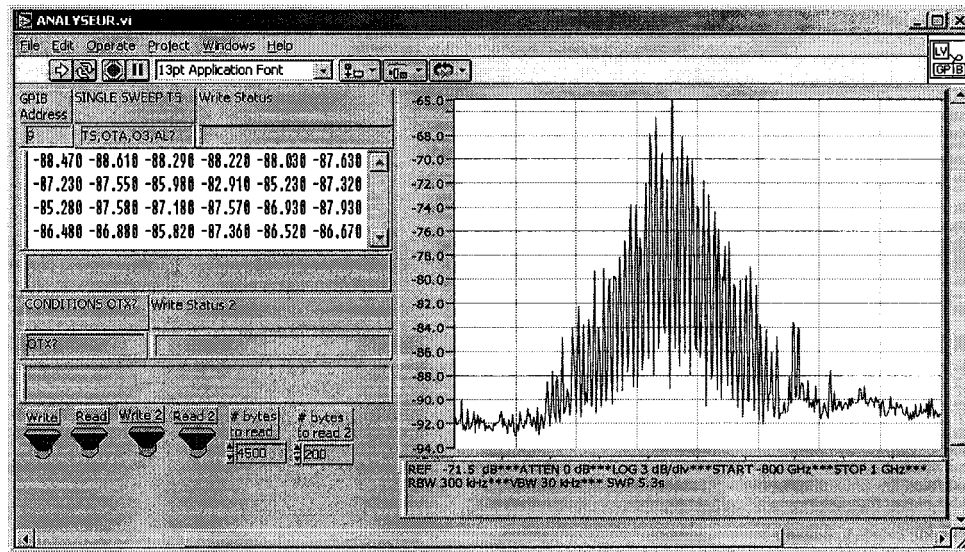 ANALYSEUR.vi
File Edit Operate Project Windows Help
13pt Application Font
LV
GPIB
GPIB Address
SINGLE SWEEP TS
Write Status
9
TS,OTA,O3,AL?
-88.470 -88.610 -88.290 -88.220 -88.030 -87.630
-87.230 -87.550 -85.980 -82.910 -85.230 -87.320
-85.280 -87.580 -87.180 -87.570 -86.930 -87.930
-86.480 -86.880 -85.820 -87.360 -86.520 -86.670
CONDITIONS OTX?
Write Status 2
OTX?
Write
Read
Write 2
Read 2
# bytes to read
# bytes to read 2
4500
200
-65.0
-68.0
-70.0
-72.0
-74.0
-76.0
-78.0
-80.0
-82.0
-84.0
-86.0
-88.0
-90.0
-92.0
-94.0
REF -71.5 dB***ATTEN 0 dB***LOG 3 dB/div***START -800 GHz***STOP 1 GHz***
RBW 300 kHz***VBW 30 kHz*** SWP 5.3s